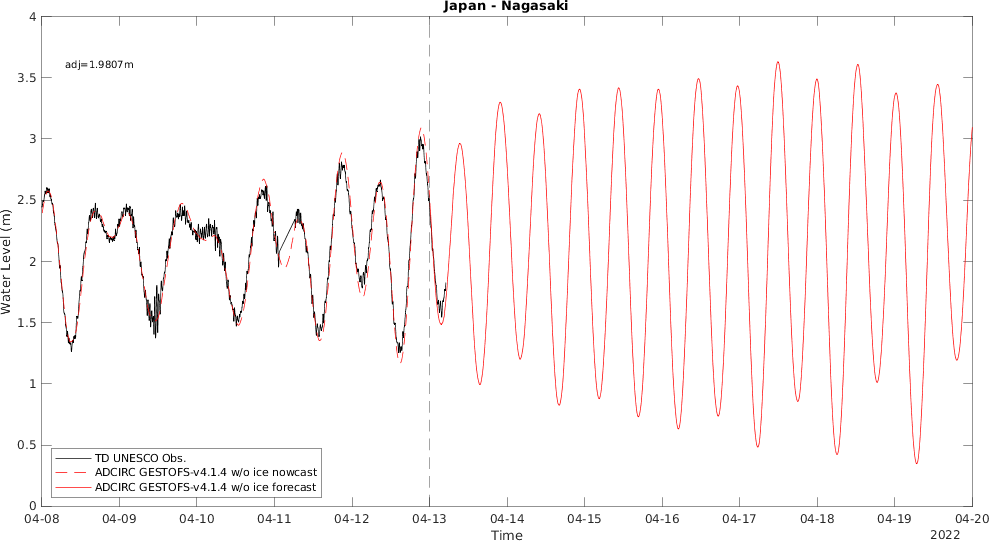 Japan - Nagasaki
4
3.5
3
2.5
2
1.5
1
0.5
0
Water Level (m)
adj=1.9807m
TD UNESCO Obs.
ADCIRC GESTOFS-v4.1.4 w/o ice nowcast
ADCIRC GESTOFS-v4.1.4 w/o ice forecast
04-08 04-09 04-10 04-11 04-12 04-13 04-14 04-15 04-16 04-17 04-18 04-19 04-20
Time
2022